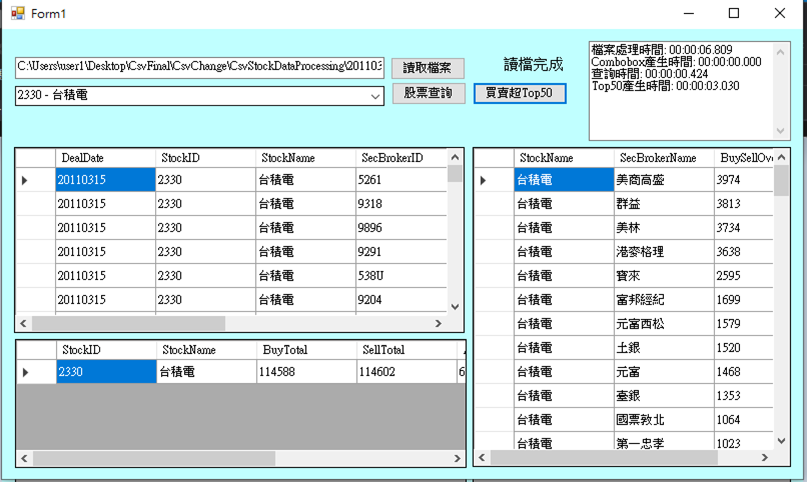 Form1
C:\Users\user1\Desktop\CsvFinal\CsvChange\CsvStockDataProcessing\20110
讀取檔案
讀檔完成
2330 - 台積電
股票查詢
買賣超Top50
檔案處理時間: 00:00:06.809
Combobox產生時間: 00:00:00.000
查詢時間: 00:00:00.424
Top50產生時間: 00:00:03.030
DealDate StockID StockName SecBrokerID
20110315 2330 台積電 5261
20110315 2330 台積電 9318
20110315 2330 台積電 9896
20110315 2330 台積電 9291
20110315 2330 台積電 538U
20110315 2330 台積電 9204
StockID StockName BuyTotal SellTotal
2330 台積電 114588 114602 6
StockName SecBrokerName BuySellOv
台積電 美商高盛 3974
台積電 群益 3813
台積電 美林 3734
台積電 港麥格理 3638
台積電 寶來 2595
台積電 富邦經紀 1699
台積電 元富西松 1579
台積電 土銀 1520
台積電 元富 1468
台積電 臺銀 1353
台積電 國票敦北 1064
台積電 第一忠孝 1023